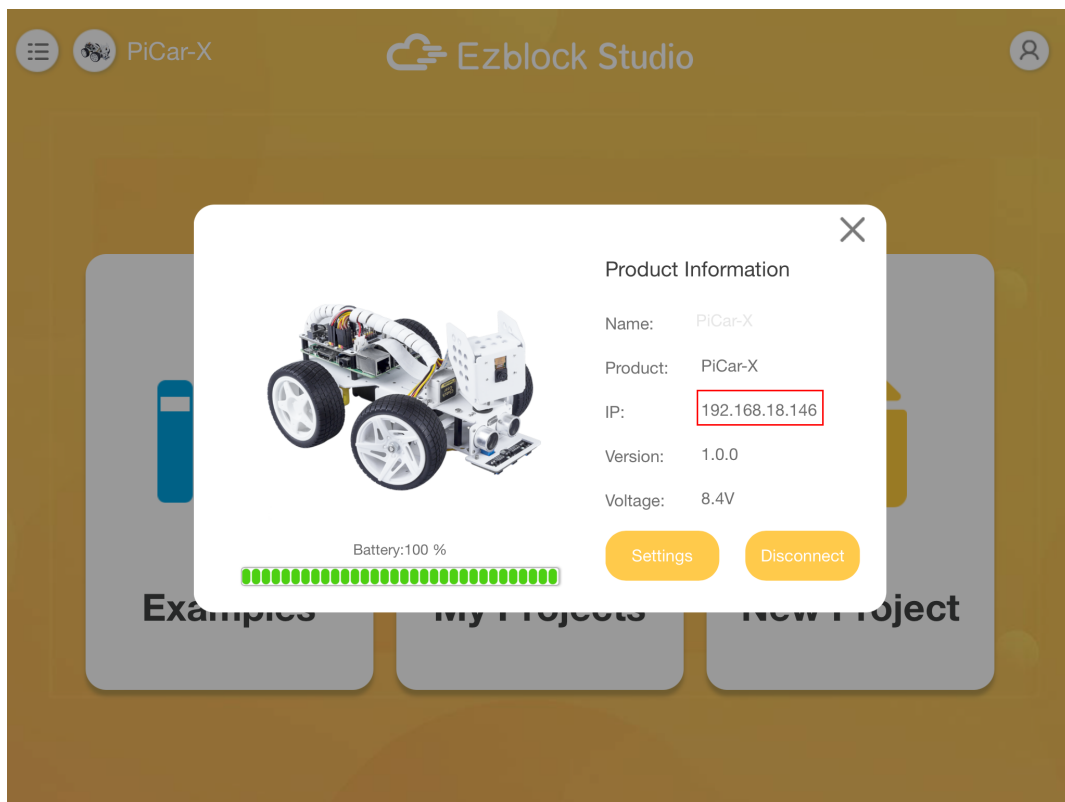 PiCar-X
Ezblock Studio
Product Information
Name: PiCar-X
Product: PiCar-X
IP: 192.168.18.146
Version: 1.0.0
Voltage: 8.4V
Battery:100 %
Settings
Disconnect
Examples
My Projects
New Project